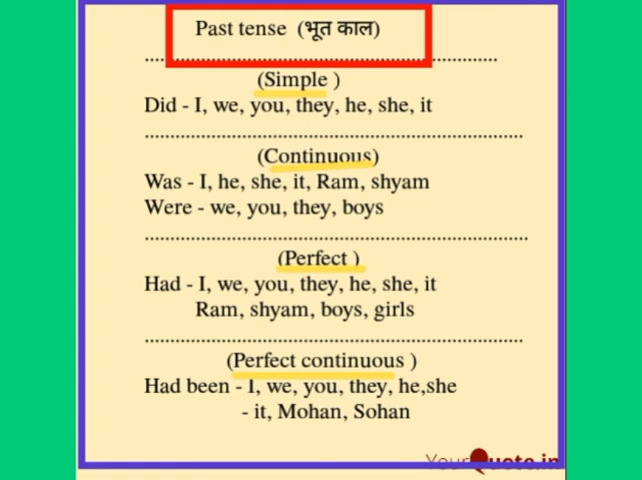 Past tense (भूत काल)
(Simple )
Did - I, we, you, they, he, she, it
(Continuous)
Was - I, he, she, it, Ram, shyam
Were - we, you, they, boys
(Perfect )
Had - I, we, you, they, he, she, it
Ram, shyam, boys, girls
(Perfect continuous )
Had been - I, we, you, they, he,she
- it, Mohan, Sohan
YourQuote.in